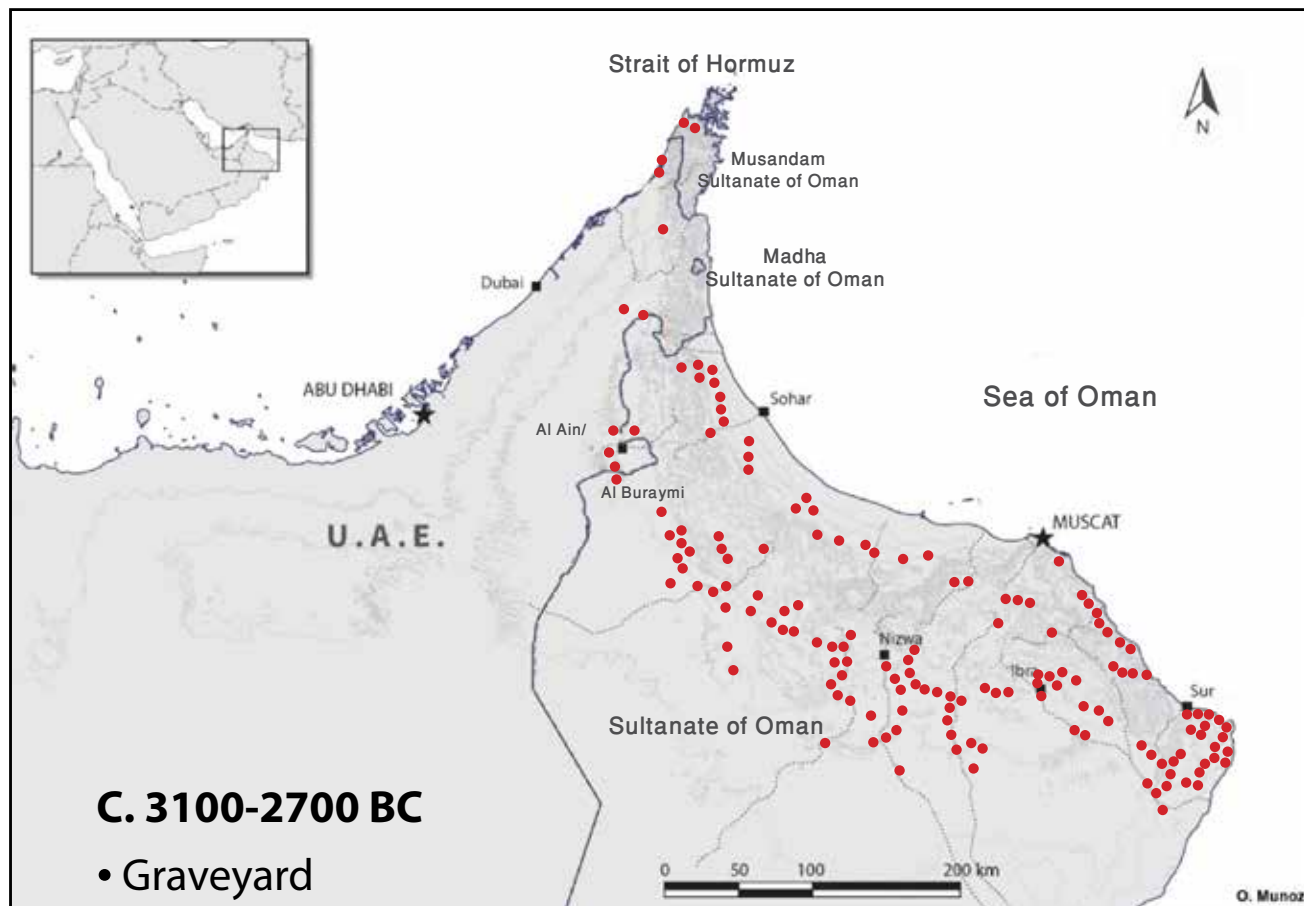 Strait of Hormuz
N
Musandam
Sultanate of Oman
Madha
Sultanate of Oman
Dubai
ABU DHABI
Sohar
Sea of Oman
Al Ain/
Al Buraymi
U.A.E.
MUSCAT
Nizwa
Ibra
Sur
Sultanate of Oman
C. 3100-2700 BC
• Graveyard
0 50 100 200 km
O. Munoz